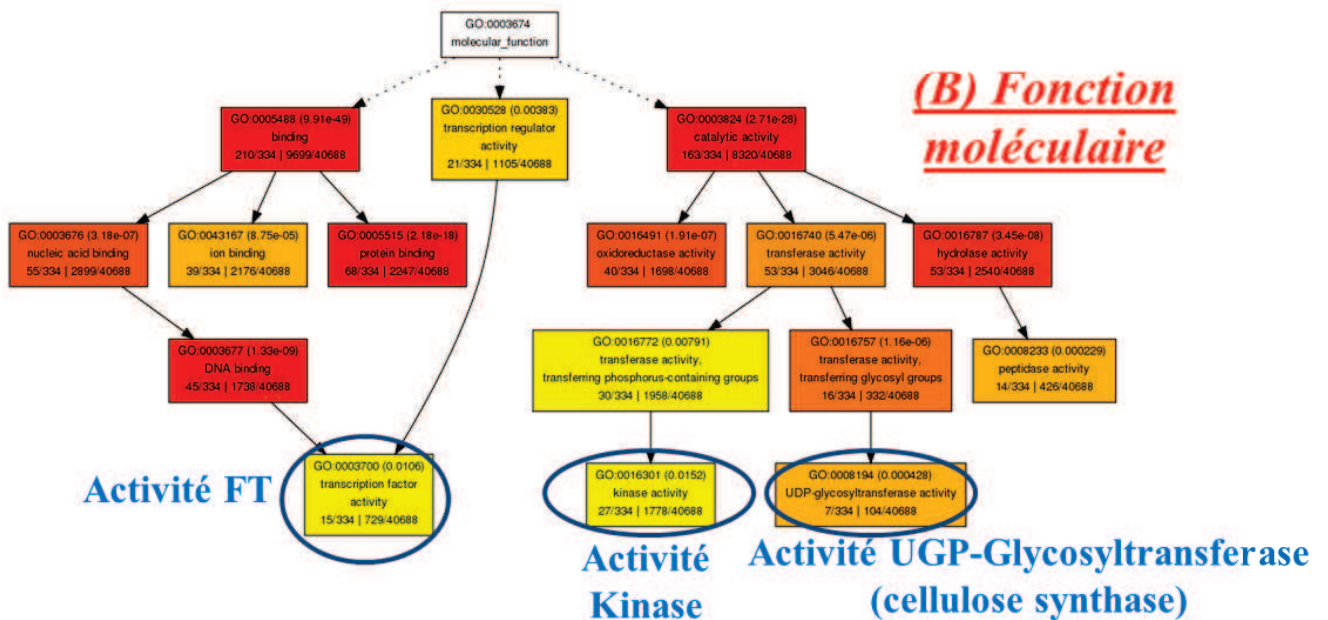 GO:0003674
molecular_function
(B) Fonction
moléculaire
GO:0005488 (9.91e-49)
binding
210/334 | 9699/40688
GO:0030528 (0.00383)
transcription regulator
activity
21/334 | 1105/40688
GO:0003824 (2.71e-28)
catalytic activity
163/334 | 8320/40688
GO:0003676 (3.18e-07)
nucleic acid binding
55/334 | 2899/40688
GO:0043167 (8.75e-05)
ion binding
39/334 | 2176/40688
GO:0005515 (2.18e-18)
protein binding
68/334 | 2247/40688
GO:0016491 (1.91e-07)
oxidoreductase activity
40/334 | 1698/40688
GO:0016740 (5.47e-06)
transferase activity
53/334 | 3046/40688
GO:0016787 (3.45e-08)
hydrolase activity
53/334 | 2540/40688
GO:0003677 (1.33e-09)
DNA binding
45/334 | 1738/40688
GO:0016772 (0.00791)
transferase activity,
transferring phosphorus-containing groups
30/334 | 1958/40688
GO:0016757 (1.16e-06)
transferase activity,
transferring glycosyl groups
16/334 | 332/40688
GO:0008233 (0.000229)
peptidase activity
14/334 | 426/40688
Activité FT
GO:0003700 (0.0106)
transcription factor
activity
15/334 | 729/40688
GO:0016301 (0.0152)
kinase activity
27/334 | 1778/40688
GO:0008194 (0.000428)
UDP-glycosyltransferase activity
7/334 | 104/40688
Activité
Kinase
Activité UGP-Glycosyltransferase
(cellulose synthase)